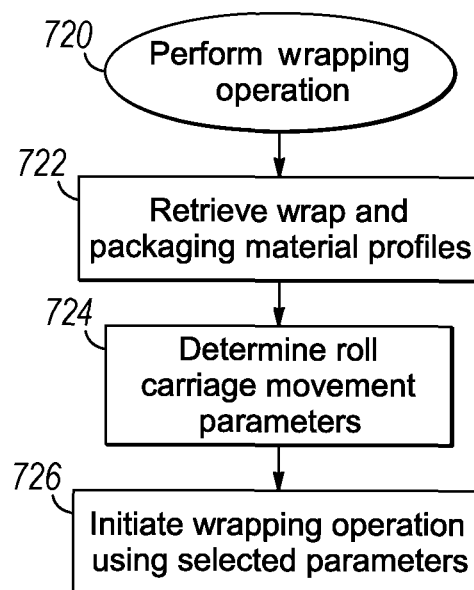 720
Perform wrapping
operation
722
Retrieve wrap and
packaging material profiles
724
Determine roll
carriage movement
parameters
726
Initiate wrapping operation
using selected parameters